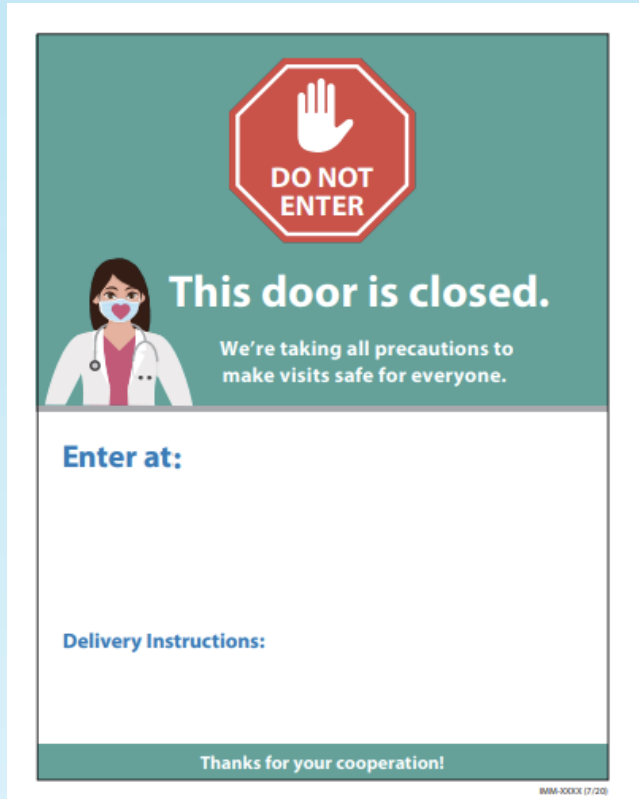 DO NOT
ENTER
This door is closed.
We're taking all precautions to
make visits safe for everyone.
Enter at:
Delivery Instructions:
Thanks for your cooperation!
IMM-XXXX (7/20)